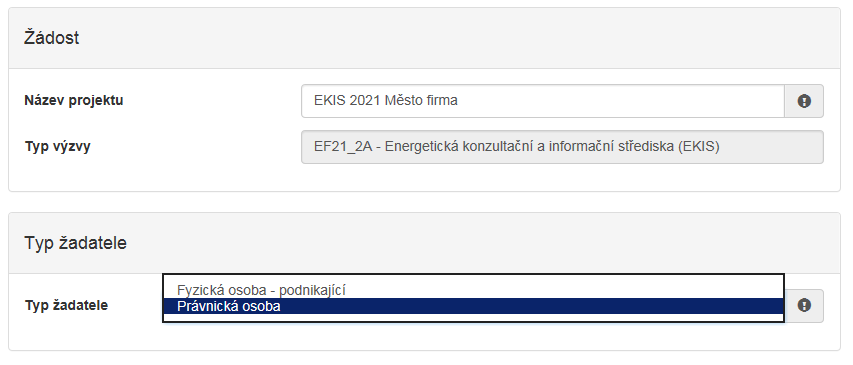 Žádost
Název projektu
EKIS 2021 Město firma
Typ výzvy
EF21_2A - Energetická konzultační a informační střediska (EKIS)
Typ žadatele
Typ žadatele
Fyzická osoba - podnikající
Právnická osoba